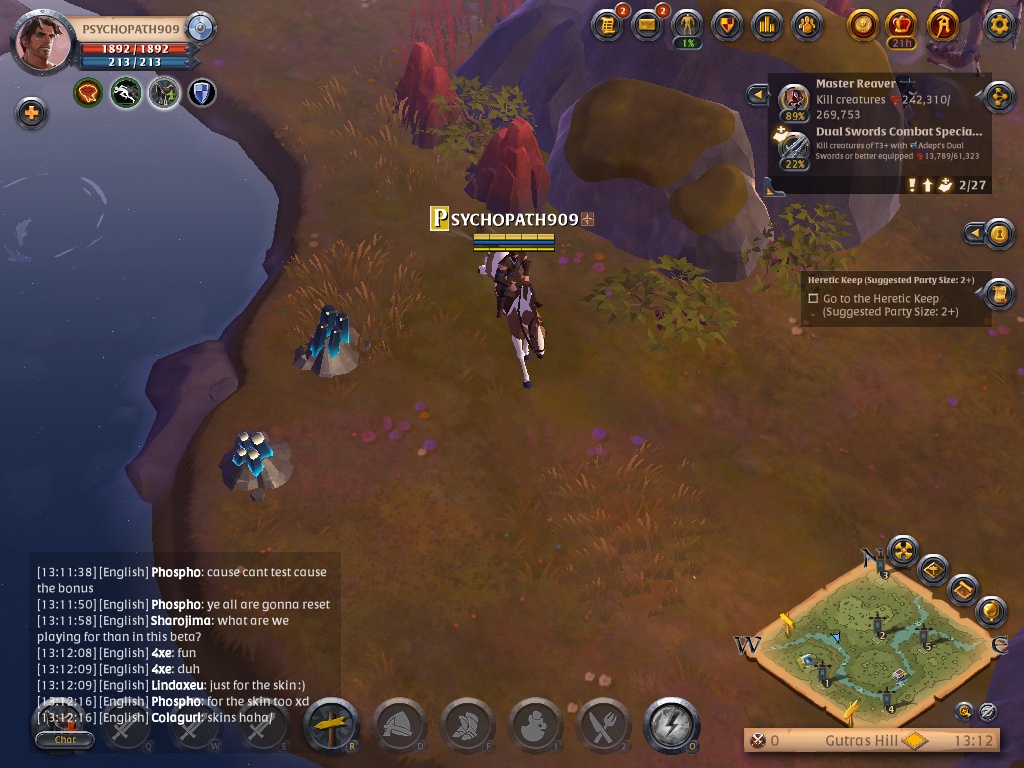 PSYCHOPATH909
1892 / 1892
213 / 213
2
2
1%
21h
Master Reaver
Kill creatures 242,310/
269,753
89%
Dual Swords Combat Specia...
Kill creatures of T3+ with Adept's Dual
Swords or better equipped 13,789/61,323
22%
2/27
PSYCHOPATH909
Heretic Keep (Suggested Party Size: 2+)
Go to the Heretic Keep
(Suggested Party Size: 2+)
[13:11:38] [English] Phospho: cause cant test cause
the bonus
[13:11:50] [English] Phospho: ye all are gonna reset
[13:11:58] [English] Sharojima: what are we
playing for than in this beta?
[13:12:08] [English] 4xe: fun
[13:12:09] [English] 4xe: duh
[13:12:09] [English] Lindaxeu: just for the skin :)
[13:12:16] [English] Phospho: for the skin too xd
[13:12:16] [English] Colagurl: skins haha/
Chat
Q
W
E
R
D
F
1
2
O
N
W
E
3
2
5
1
4
0
Gutras Hill
13:12